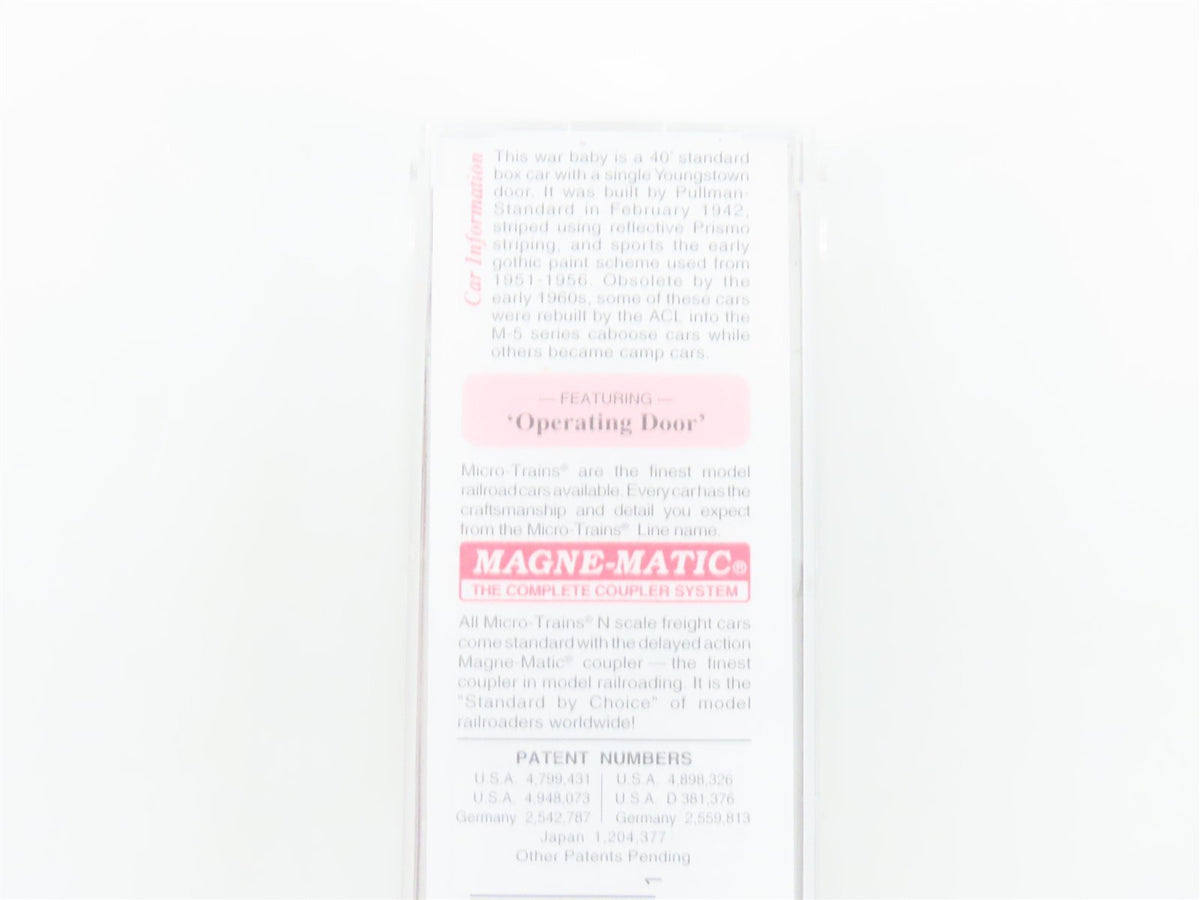 Car Information
This war baby is a 40' standard
box car with a single Youngstown
door. It was built by Pullman-
Standard in February 1942,
striped using reflective Prismo
striping, and sports the early
gothic paint scheme used from
1951-1956. Obsolete by the
early 1960s, some of these cars
were rebuilt by the ACL into the
M-5 series caboose cars while
others became camp cars.
— FEATURING —
'Operating Door'
Micro-Trains® are the finest model
railroad cars available. Every car has the
craftsmanship and detail you expect
from the Micro-Trains® Line name.
MAGNE-MATIC®
THE COMPLETE COUPLER SYSTEM
All Micro-Trains® N scale freight cars
come standard with the delayed action
Magne-Matic® coupler — the finest
coupler in model railroading. It is the
"Standard by Choice" of model
railroaders worldwide!
PATENT NUMBERS
U.S.A. 4,799,431 | U.S.A. 4,898,326
U.S.A. 4,948,073 | U.S.A. D 381,376
Germany 2,542,787 | Germany 2,559,813
Japan 1,204,377
Other Patents Pending